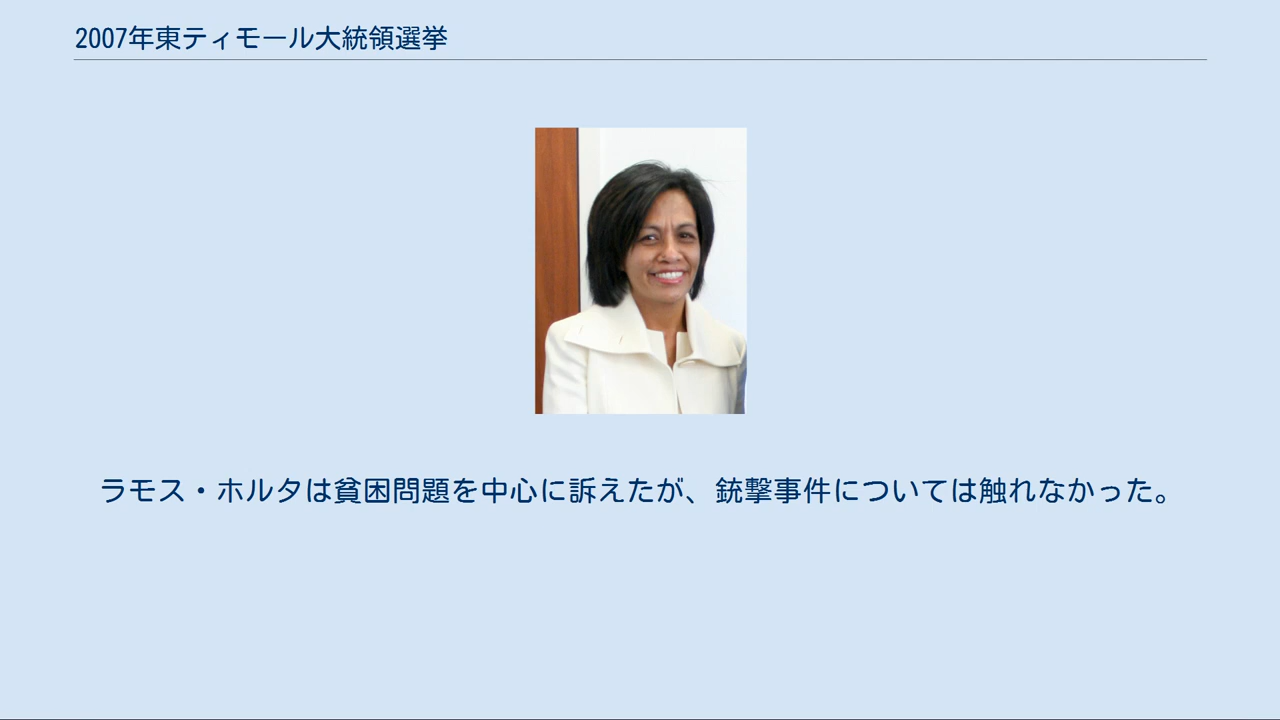 2007年東ティモール大統領選挙
ラモス・ホルタは貧困問題を中心に訴えたが、銃撃事件については触れなかった。